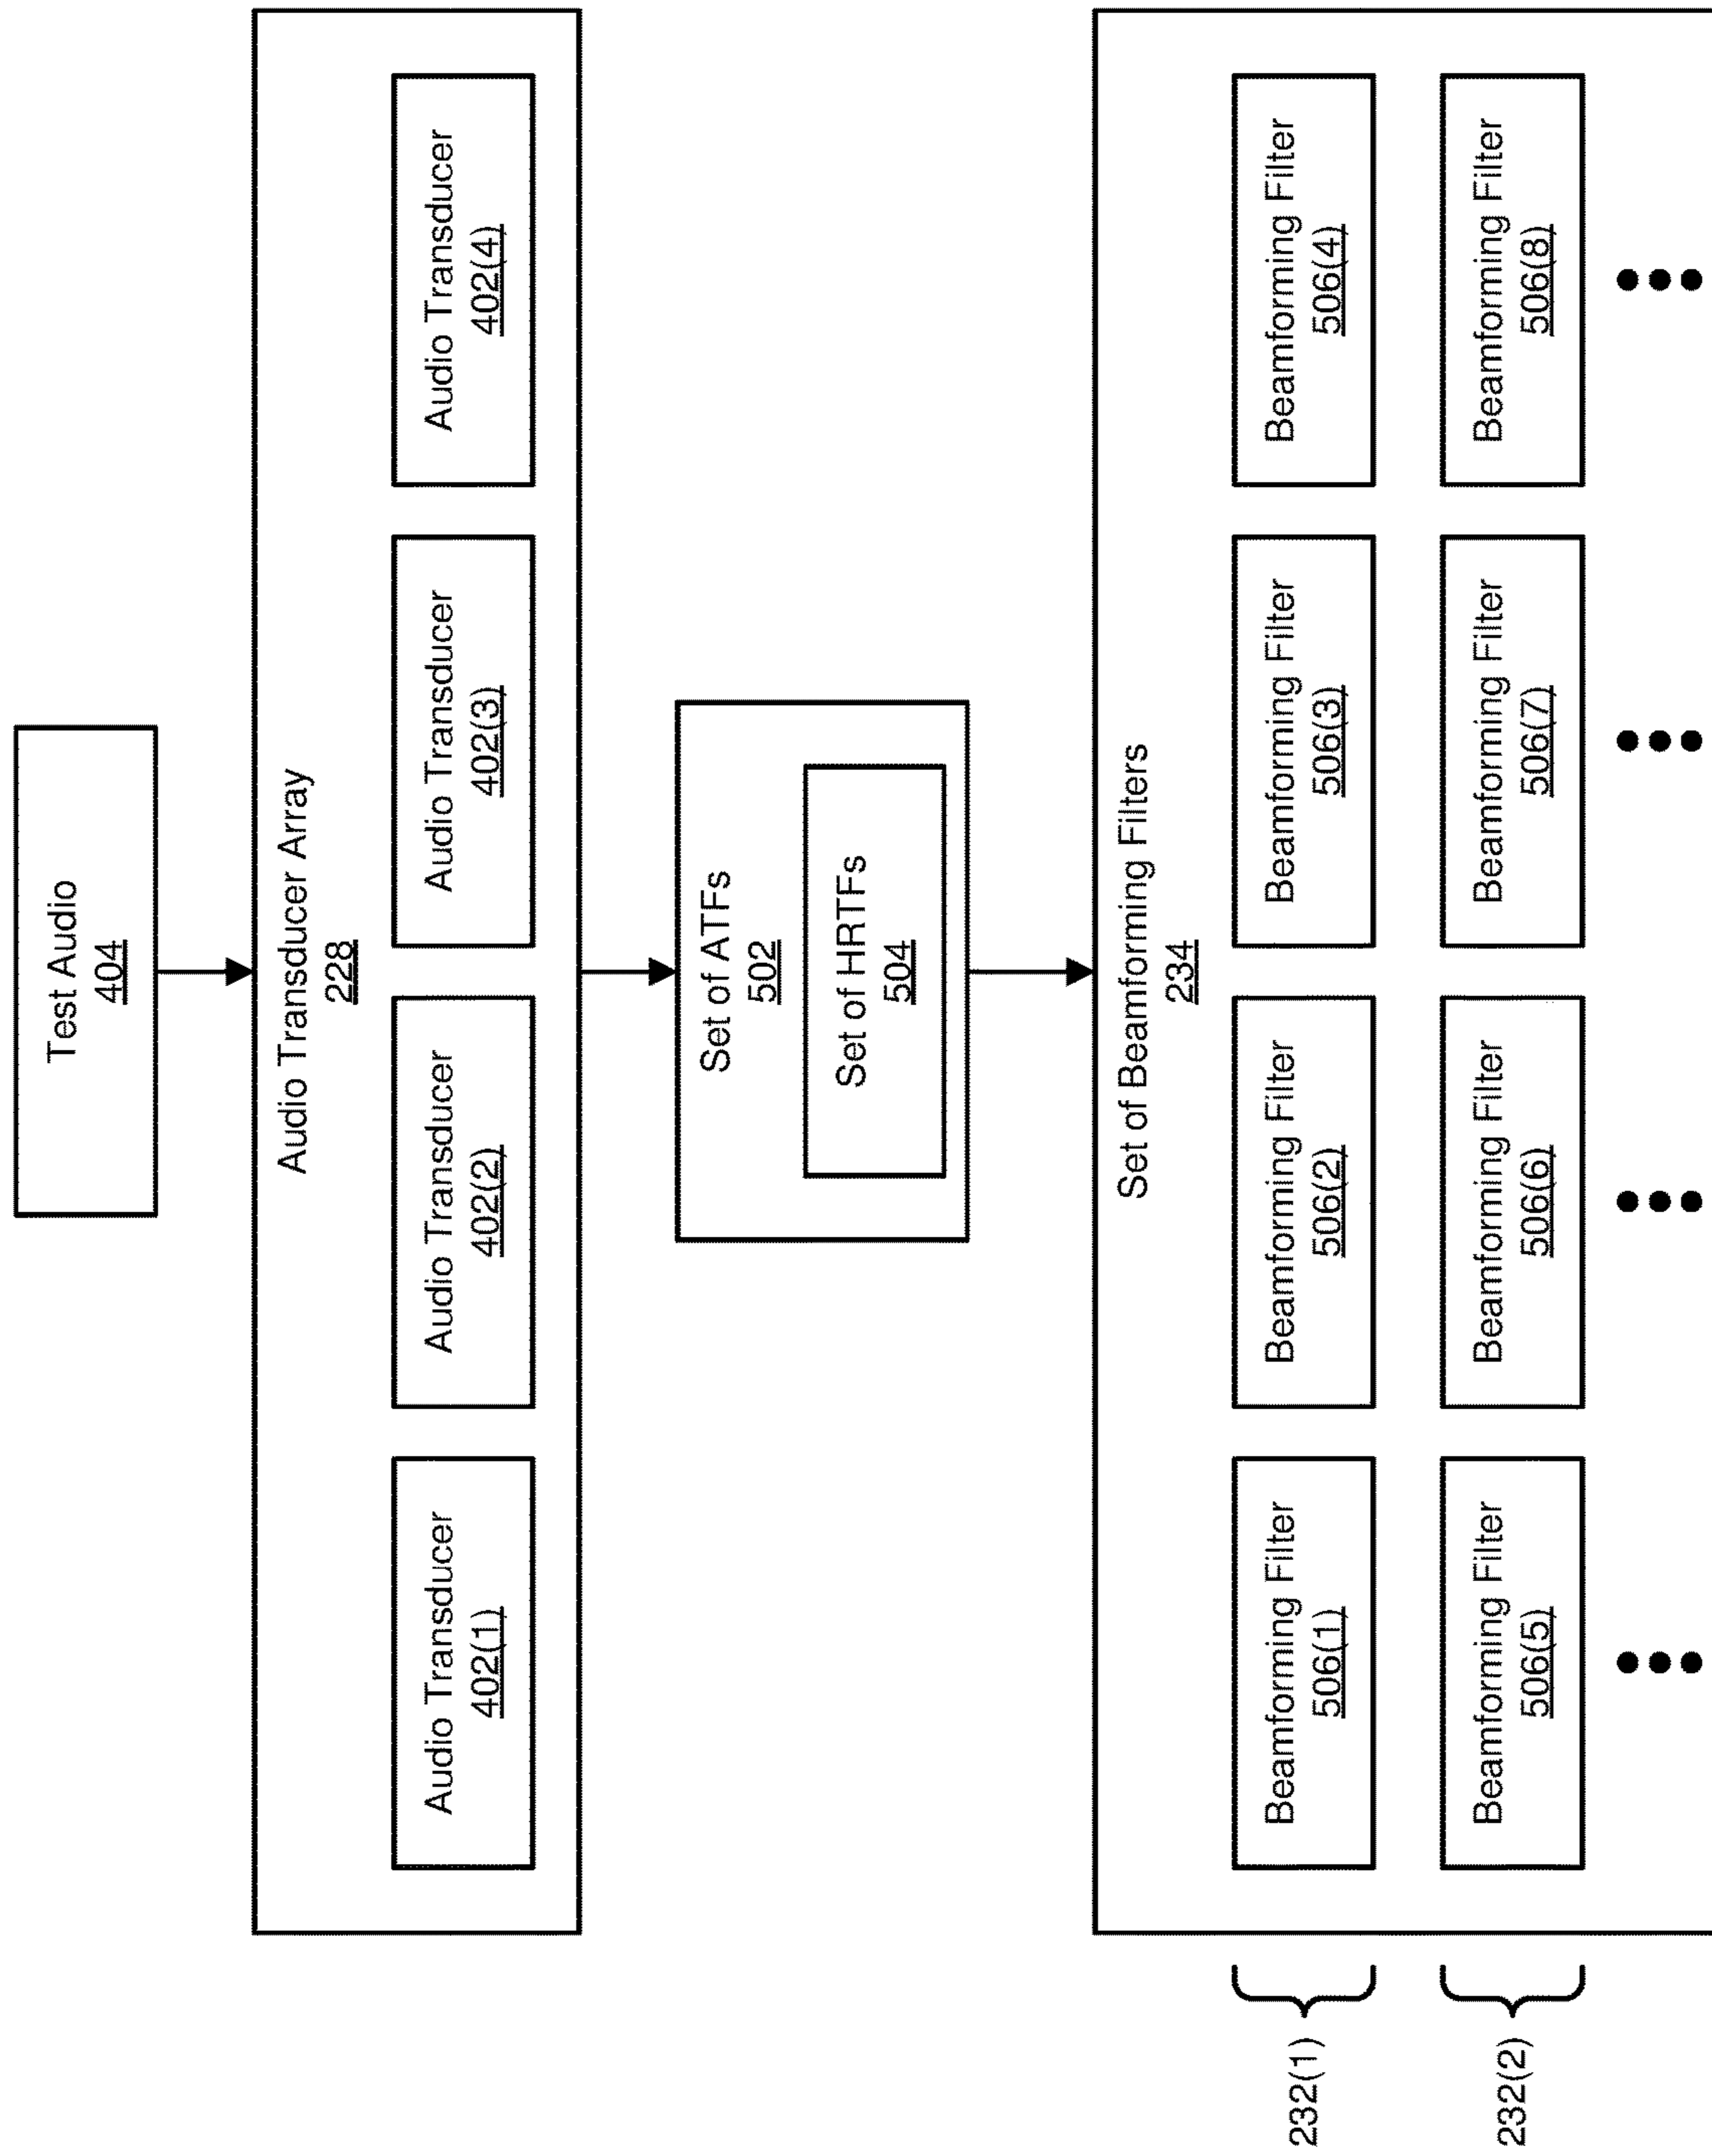 Test Audio
404
Audio Transducer Array
228
Audio Transducer
402(1)
Audio Transducer
402(2)
Audio Transducer
402(3)
Audio Transducer
402(4)
Set of ATFs
502
Set of HRTFs
504
Set of Beamforming Filters
234
232(1)
Beamforming Filter
506(1)
Beamforming Filter
506(2)
Beamforming Filter
506(3)
Beamforming Filter
506(4)
232(2)
Beamforming Filter
506(5)
Beamforming Filter
506(6)
Beamforming Filter
506(7)
Beamforming Filter
506(8)